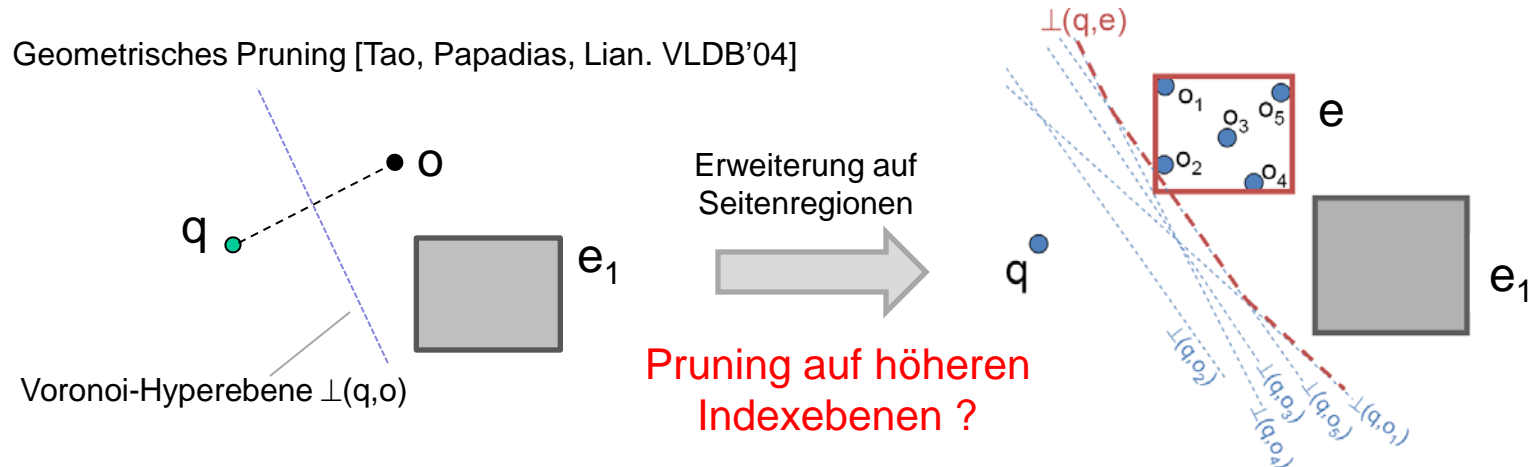 Geometrisches Pruning [Tao, Papadias, Lian. VLDB’04]
o
q
e₁
Voronoi-Hyperebene ⊥(q,o)
Erweiterung auf
Seitenregionen
Pruning auf höheren
Indexebenen ?
⊥(q,e)
o₁
o₅
o₃
o₂
o₄
e
q
e₁
⊥(q,o₂)
⊥(q,o₄)
⊥(q,o₃)
⊥(q,o₅)
⊥(q,o₁)